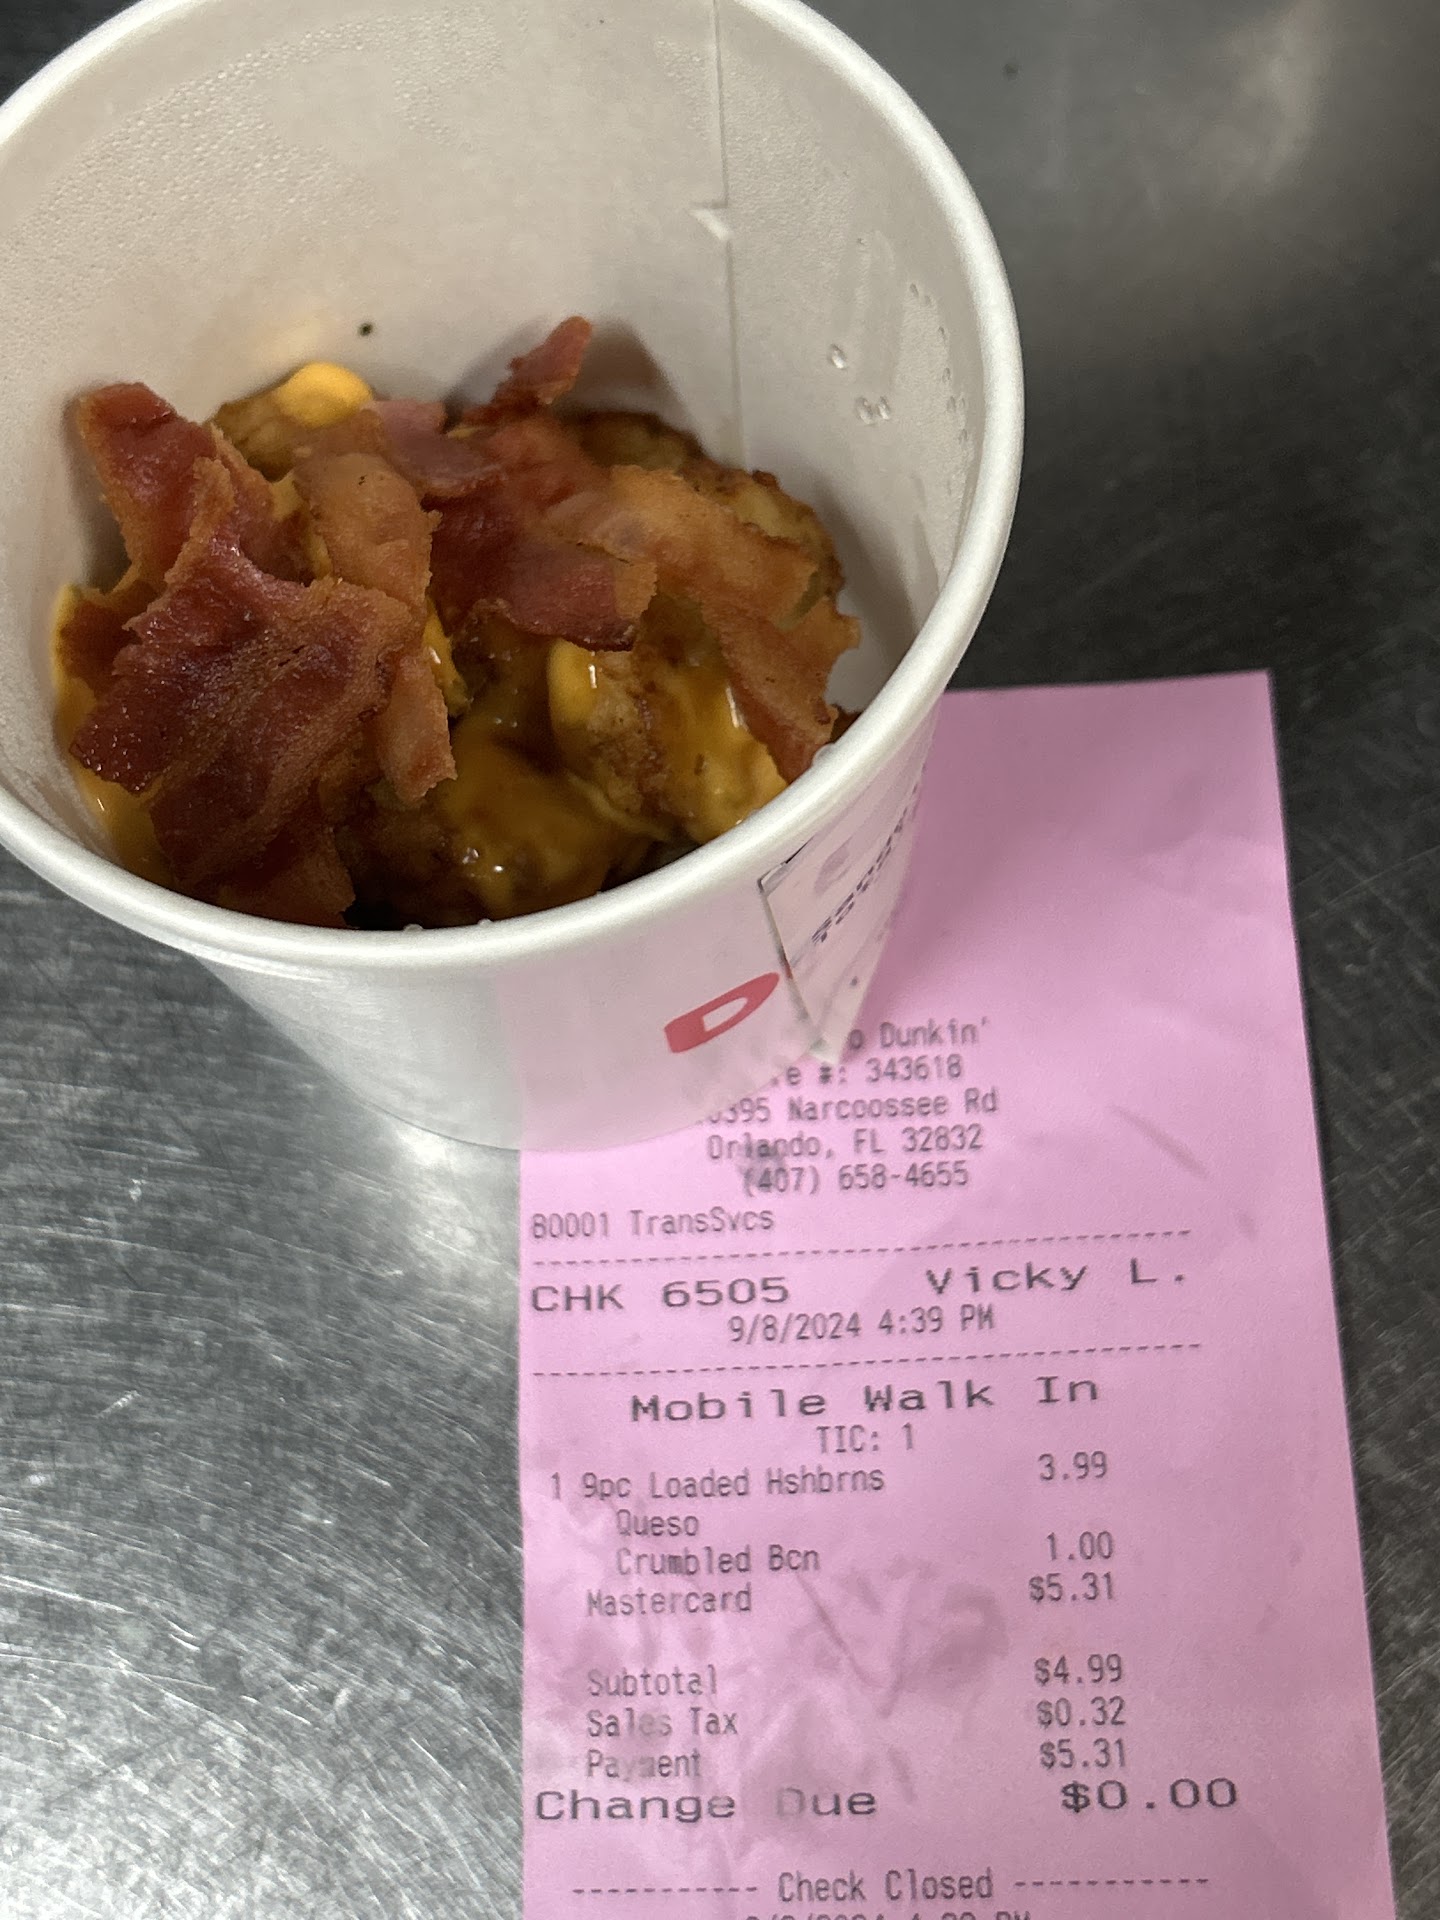 Dunkin'
#: 343618
Narcoossee Rd
Orlando, FL 32832
(407) 658-4655
80001 TransSvcs
CHK 6505 Vicky L.
9/8/2024 4:39 PM
Mobile Walk In
TIC: 1
1 9pc Loaded Hshbrns 3.99
Queso
Crumbled Bcn 1.00
Mastercard $5.31
Subtotal $4.99
Sales Tax $0.32
Payment $5.31
Change Due $0.00
----------- Check Closed -----------